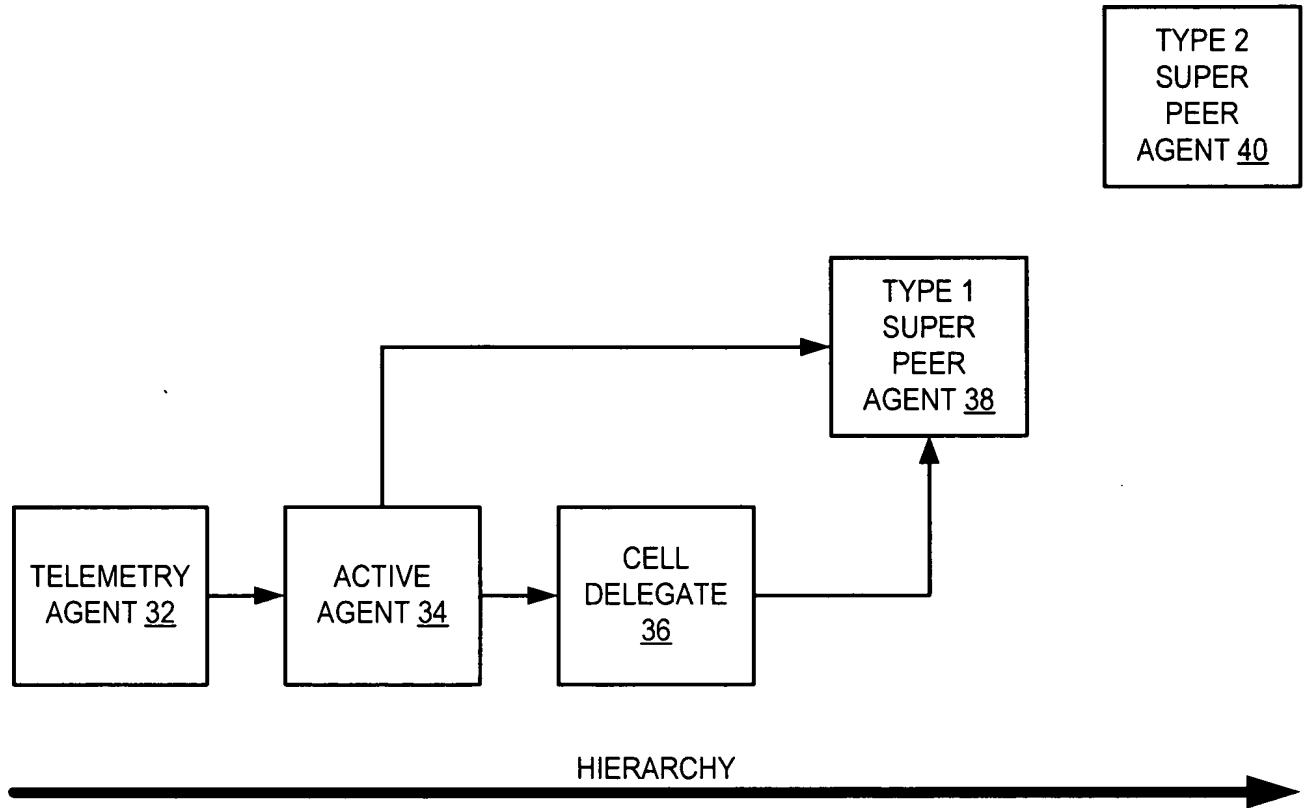 TYPE 2
SUPER
PEER
AGENT 40
TYPE 1
SUPER
PEER
AGENT 38
TELEMETRY
AGENT 32
ACTIVE
AGENT 34
CELL
DELEGATE
36
HIERARCHY